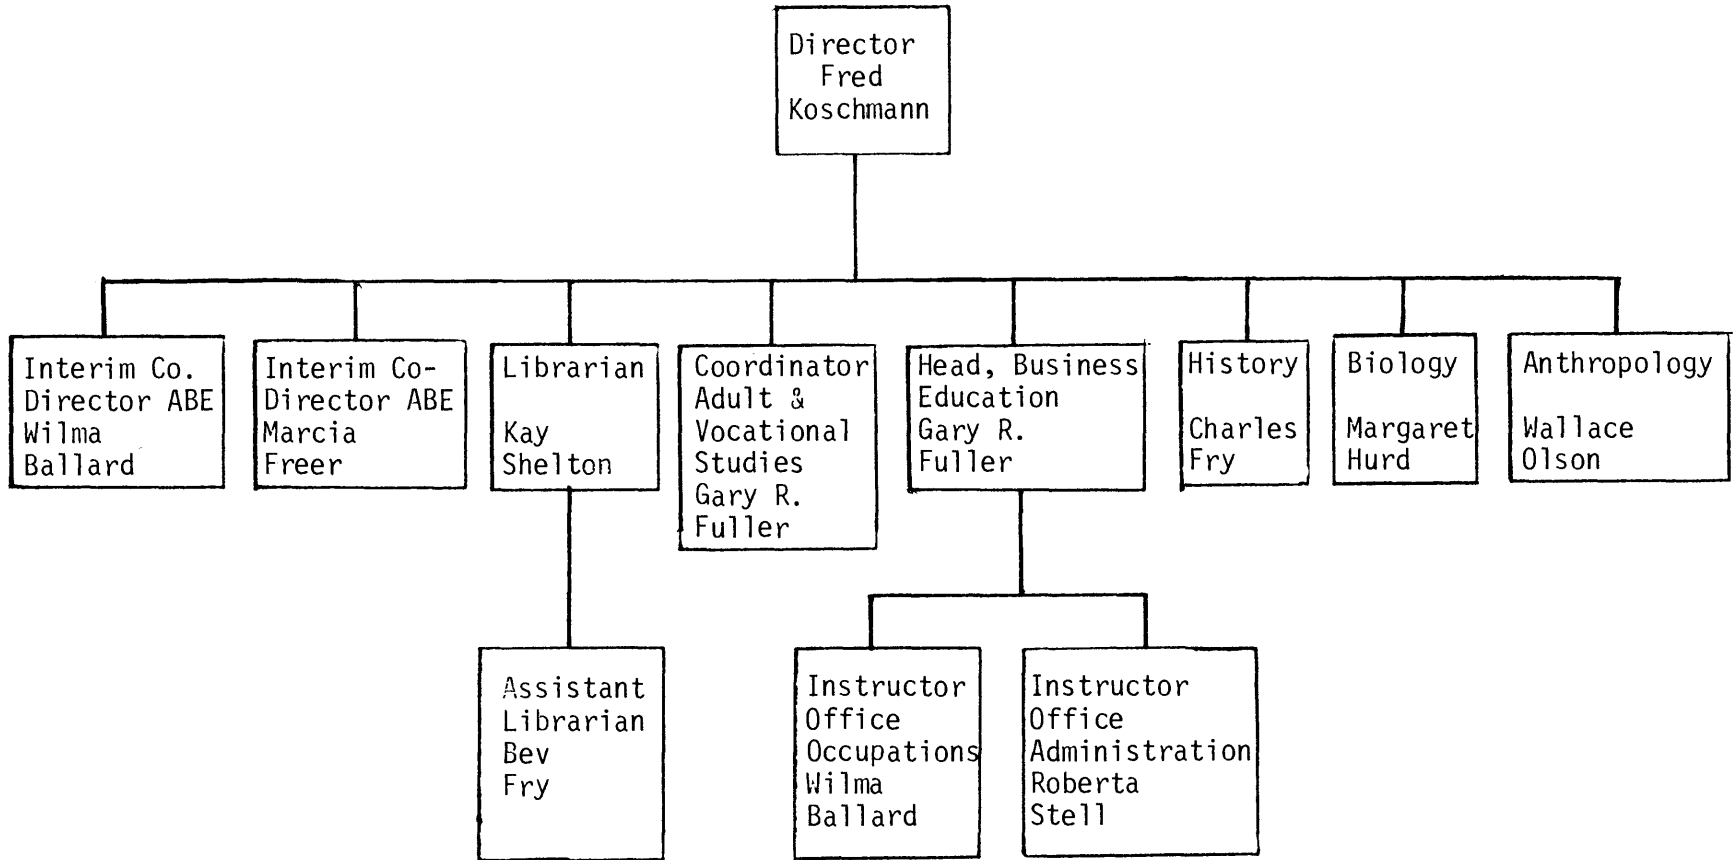 Director
Fred
Koschmann
Interim Co.
Director ABE
Wilma
Ballard
Interim Co-
Director ABE
Marcia
Freer
Librarian
Kay
Shelton
Coordinator
Adult &
Vocational
Studies
Gary R.
Fuller
Head, Business
Education
Gary R.
Fuller
History
Charles
Fry
Biology
Margaret
Hurd
Anthropology
Wallace
Olson
Assistant
Librarian
Bev
Fry
Instructor
Office
Occupations
Wilma
Ballard
Instructor
Office
Administration
Roberta
Stell